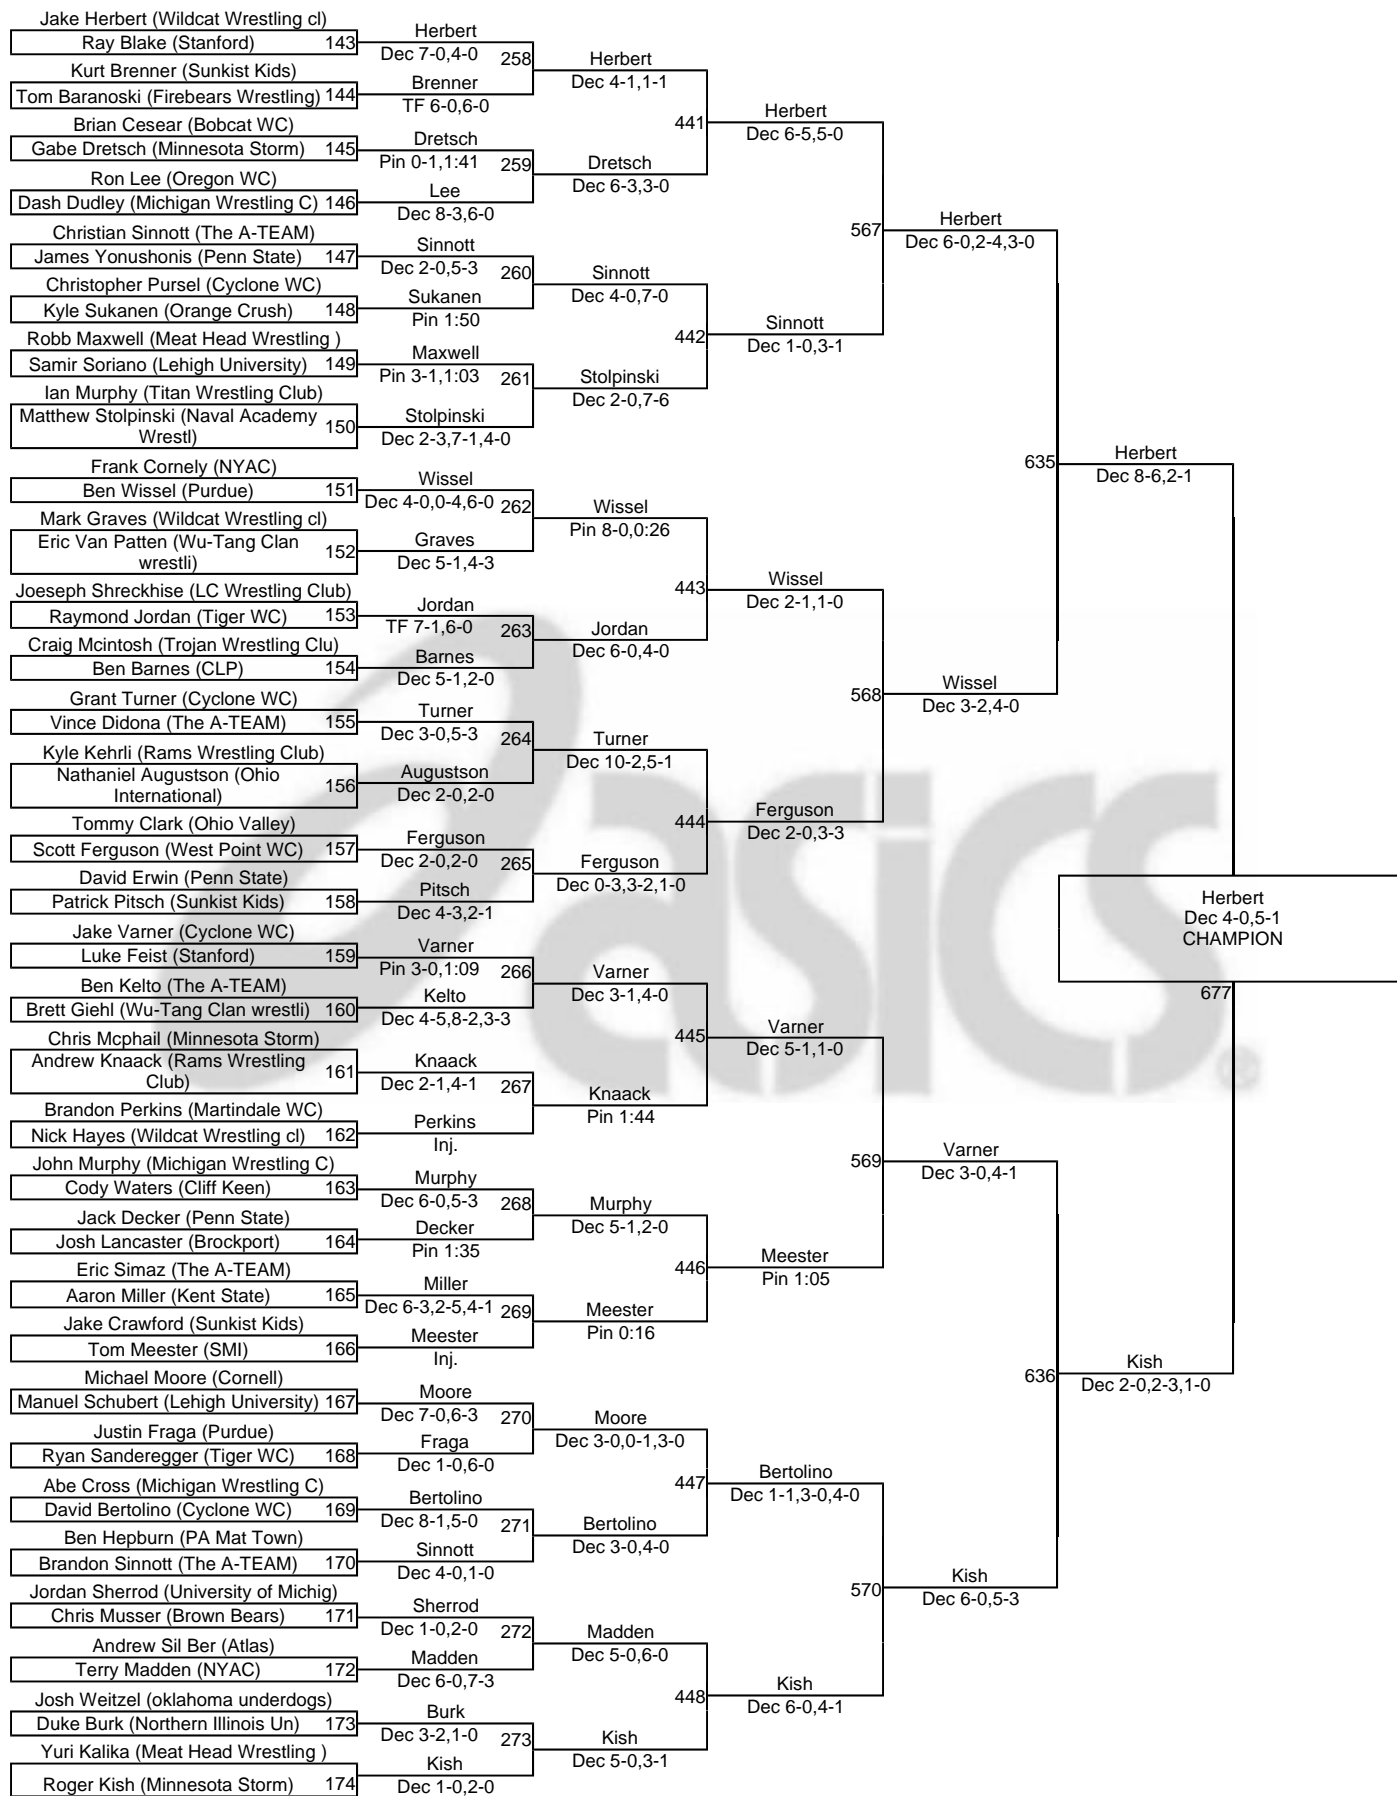 Jake Herbert (Wildcat Wrestling cl)
Ray Blake (Stanford) 143
Kurt Brenner (Sunkist Kids)
Tom Baranoski (Firebears Wrestling) 144
Brian Cesear (Bobcat WC)
Gabe Dretsch (Minnesota Storm) 145
Ron Lee (Oregon WC)
Dash Dudley (Michigan Wrestling C) 146
Christian Sinnott (The A-TEAM)
James Yonushonis (Penn State) 147
Christopher Pursel (Cyclone WC)
Kyle Sukanen (Orange Crush) 148
Robb Maxwell (Meat Head Wrestling )
Samir Soriano (Lehigh University) 149
Ian Murphy (Titan Wrestling Club)
Matthew Stolpinski (Naval Academy
Wrestl) 150
Frank Cornely (NYAC)
Ben Wissel (Purdue) 151
Mark Graves (Wildcat Wrestling cl)
Eric Van Patten (Wu-Tang Clan
wrestli) 152
Joeseph Shreckhise (LC Wrestling Club)
Raymond Jordan (Tiger WC) 153
Craig Mcintosh (Trojan Wrestling Clu)
Ben Barnes (CLP) 154
Grant Turner (Cyclone WC)
Vince Didona (The A-TEAM) 155
Kyle Kehrli (Rams Wrestling Club)
Nathaniel Augustson (Ohio
International) 156
Tommy Clark (Ohio Valley)
Scott Ferguson (West Point WC) 157
David Erwin (Penn State)
Patrick Pitsch (Sunkist Kids) 158
Jake Varner (Cyclone WC)
Luke Feist (Stanford) 159
Ben Kelto (The A-TEAM)
Brett Giehl (Wu-Tang Clan wrestli) 160
Chris Mcphail (Minnesota Storm)
Andrew Knaack (Rams Wrestling
Club) 161
Brandon Perkins (Martindale WC)
Nick Hayes (Wildcat Wrestling cl) 162
John Murphy (Michigan Wrestling C)
Cody Waters (Cliff Keen) 163
Jack Decker (Penn State)
Josh Lancaster (Brockport) 164
Eric Simaz (The A-TEAM)
Aaron Miller (Kent State) 165
Jake Crawford (Sunkist Kids)
Tom Meester (SMI) 166
Michael Moore (Cornell)
Manuel Schubert (Lehigh University) 167
Justin Fraga (Purdue)
Ryan Sanderegger (Tiger WC) 168
Abe Cross (Michigan Wrestling C)
David Bertolino (Cyclone WC) 169
Ben Hepburn (PA Mat Town)
Brandon Sinnott (The A-TEAM) 170
Jordan Sherrod (University of Michig)
Chris Musser (Brown Bears) 171
Andrew Sil Ber (Atlas)
Terry Madden (NYAC) 172
Josh Weitzel (oklahoma underdogs)
Duke Burk (Northern Illinois Un) 173
Yuri Kalika (Meat Head Wrestling )
Roger Kish (Minnesota Storm) 174
Herbert
Dec 7-0,4-0 258
Brenner
TF 6-0,6-0
Dretsch
Pin 0-1,1:41 259
Lee
Dec 8-3,6-0
Sinnott
Dec 2-0,5-3 260
Sukanen
Pin 1:50
Maxwell
Pin 3-1,1:03 261
Stolpinski
Dec 2-3,7-1,4-0
Wissel
Dec 4-0,0-4,6-0 262
Graves
Dec 5-1,4-3
Jordan
TF 7-1,6-0 263
Barnes
Dec 5-1,2-0
Turner
Dec 3-0,5-3 264
Augustson
Dec 2-0,2-0
Ferguson
Dec 2-0,2-0 265
Pitsch
Dec 4-3,2-1
Varner
Pin 3-0,1:09 266
Kelto
Dec 4-5,8-2,3-3
Knaack
Dec 2-1,4-1 267
Perkins
Inj.
Murphy
Dec 6-0,5-3 268
Decker
Pin 1:35
Miller
Dec 6-3,2-5,4-1 269
Meester
Inj.
Moore
Dec 7-0,6-3 270
Fraga
Dec 1-0,6-0
Bertolino
Dec 8-1,5-0 271
Sinnott
Dec 4-0,1-0
Sherrod
Dec 1-0,2-0 272
Madden
Dec 6-0,7-3
Burk
Dec 3-2,1-0 273
Kish
Dec 1-0,2-0
Herbert
Dec 4-1,1-1
441
Dretsch
Dec 6-3,3-0
Sinnott
Dec 4-0,7-0
442
Stolpinski
Dec 2-0,7-6
Wissel
Pin 8-0,0:26
443
Jordan
Dec 6-0,4-0
Turner
Dec 10-2,5-1
444
Ferguson
Dec 0-3,3-2,1-0
Varner
Dec 3-1,4-0
445
Knaack
Pin 1:44
Murphy
Dec 5-1,2-0
446
Meester
Pin 0:16
Moore
Dec 3-0,0-1,3-0
447
Bertolino
Dec 3-0,4-0
Madden
Dec 5-0,6-0
448
Kish
Dec 5-0,3-1
Herbert
Dec 6-5,5-0
567
Sinnott
Dec 1-0,3-1
Wissel
Dec 2-1,1-0
568
Ferguson
Dec 2-0,3-3
Varner
Dec 5-1,1-0
569
Meester
Pin 1:05
Bertolino
Dec 1-1,3-0,4-0
570
Kish
Dec 6-0,4-1
Herbert
Dec 6-0,2-4,3-0
635
Wissel
Dec 3-2,4-0
Varner
Dec 3-0,4-1
636
Kish
Dec 6-0,5-3
Herbert
Dec 8-6,2-1
Kish
Dec 2-0,2-3,1-0
Herbert
Dec 4-0,5-1
CHAMPION
677
asics®